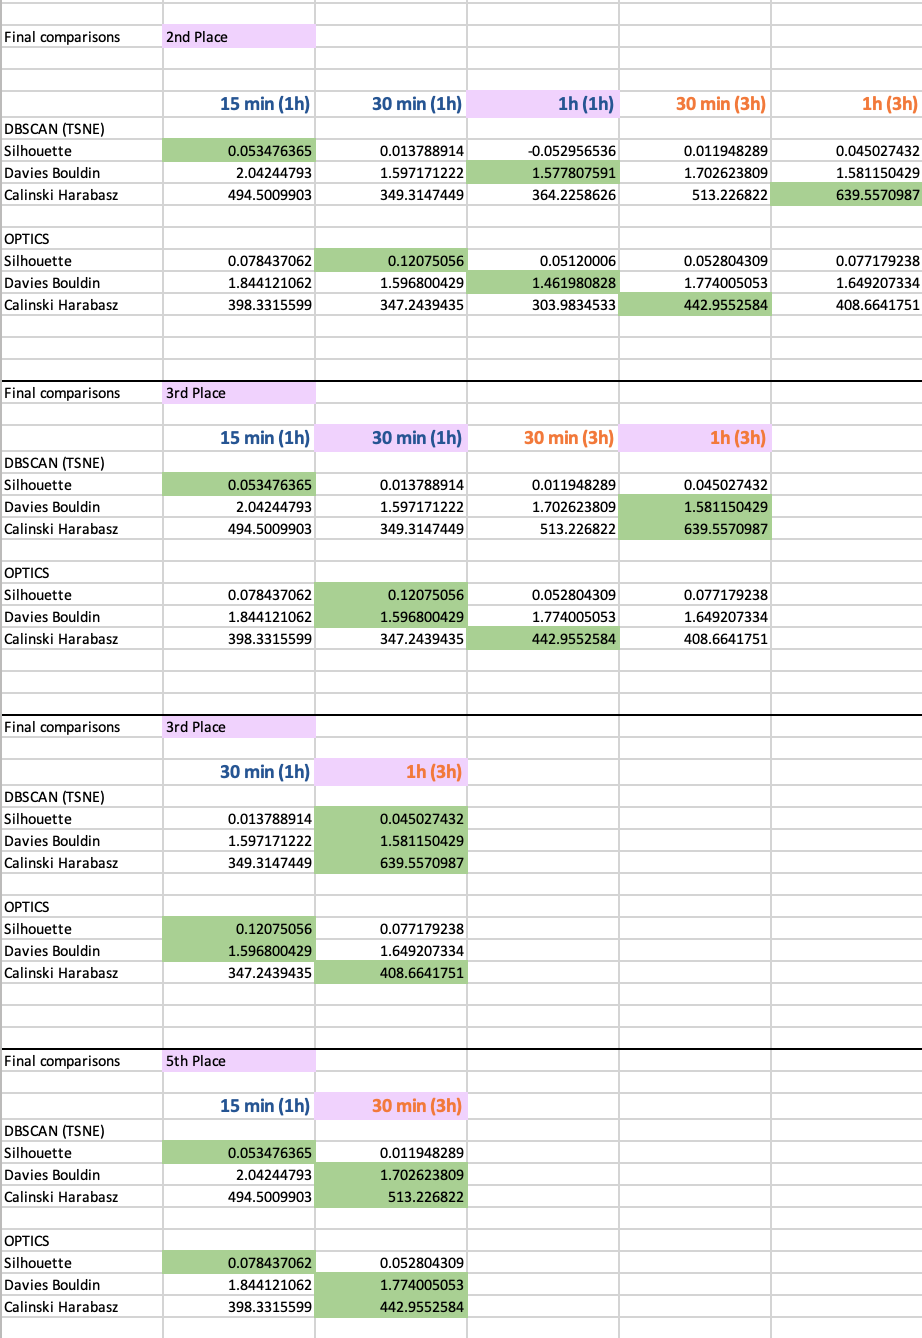 Final comparisons 2nd Place
15 min (1h) 30 min (1h) 1h (1h) 30 min (3h) 1h (3h)
DBSCAN (TSNE)
Silhouette 0.053476365 0.013788914 -0.052956536 0.011948289 0.045027432
Davies Bouldin 2.04244793 1.597171222 1.577807591 1.702623809 1.581150429
Calinski Harabasz 494.5009903 349.3147449 364.2258626 513.226822 639.5570987
OPTICS
Silhouette 0.078437062 0.12075056 0.05120006 0.052804309 0.077179238
Davies Bouldin 1.844121062 1.596800429 1.461980828 1.774005053 1.649207334
Calinski Harabasz 398.3315599 347.2439435 303.9834533 442.9552584 408.6641751
Final comparisons 3rd Place
15 min (1h) 30 min (1h) 30 min (3h) 1h (3h)
DBSCAN (TSNE)
Silhouette 0.053476365 0.013788914 0.011948289 0.045027432
Davies Bouldin 2.04244793 1.597171222 1.702623809 1.581150429
Calinski Harabasz 494.5009903 349.3147449 513.226822 639.5570987
OPTICS
Silhouette 0.078437062 0.12075056 0.052804309 0.077179238
Davies Bouldin 1.844121062 1.596800429 1.774005053 1.649207334
Calinski Harabasz 398.3315599 347.2439435 442.9552584 408.6641751
Final comparisons 3rd Place
30 min (1h) 1h (3h)
DBSCAN (TSNE)
Silhouette 0.013788914 0.045027432
Davies Bouldin 1.597171222 1.581150429
Calinski Harabasz 349.3147449 639.5570987
OPTICS
Silhouette 0.12075056 0.077179238
Davies Bouldin 1.596800429 1.649207334
Calinski Harabasz 347.2439435 408.6641751
Final comparisons 5th Place
15 min (1h) 30 min (3h)
DBSCAN (TSNE)
Silhouette 0.053476365 0.011948289
Davies Bouldin 2.04244793 1.702623809
Calinski Harabasz 494.5009903 513.226822
OPTICS
Silhouette 0.078437062 0.052804309
Davies Bouldin 1.844121062 1.774005053
Calinski Harabasz 398.3315599 442.9552584